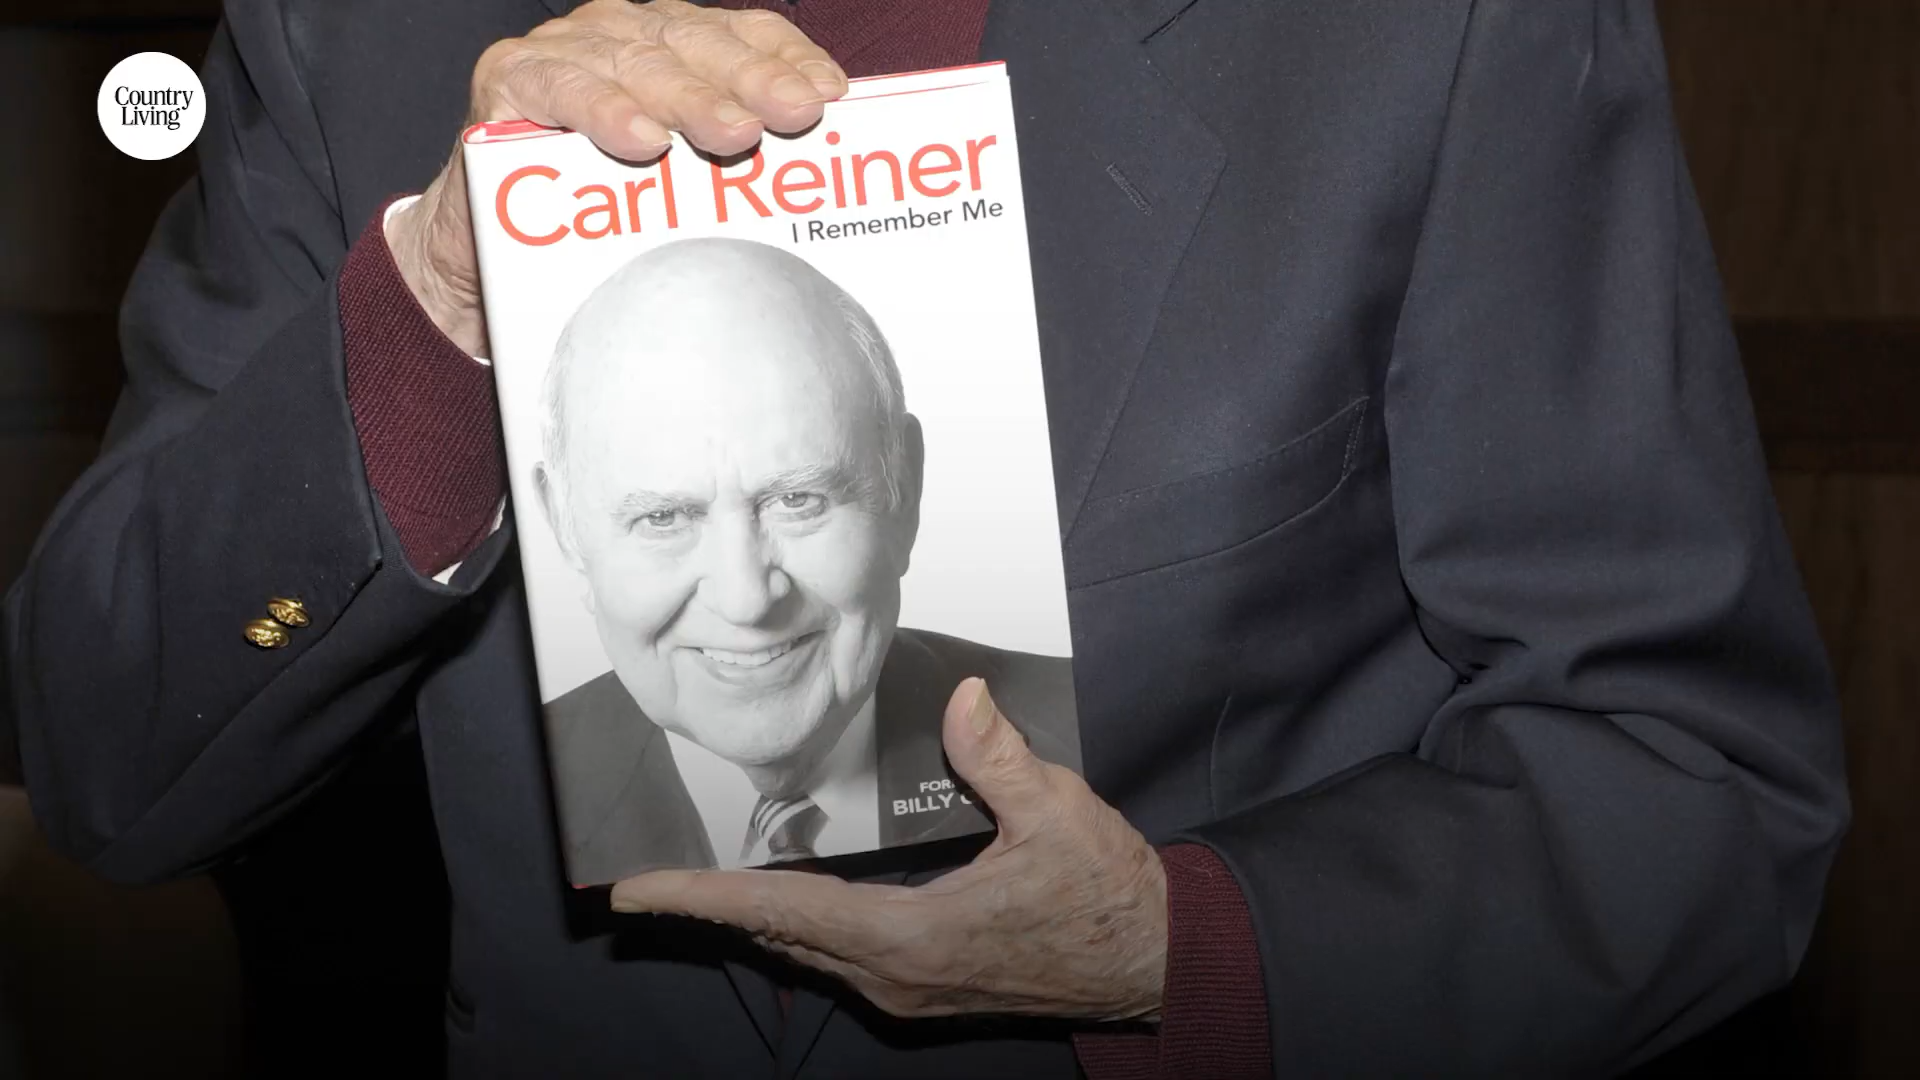 Country
Living
Carl Reiner
I Remember Me
BILLY